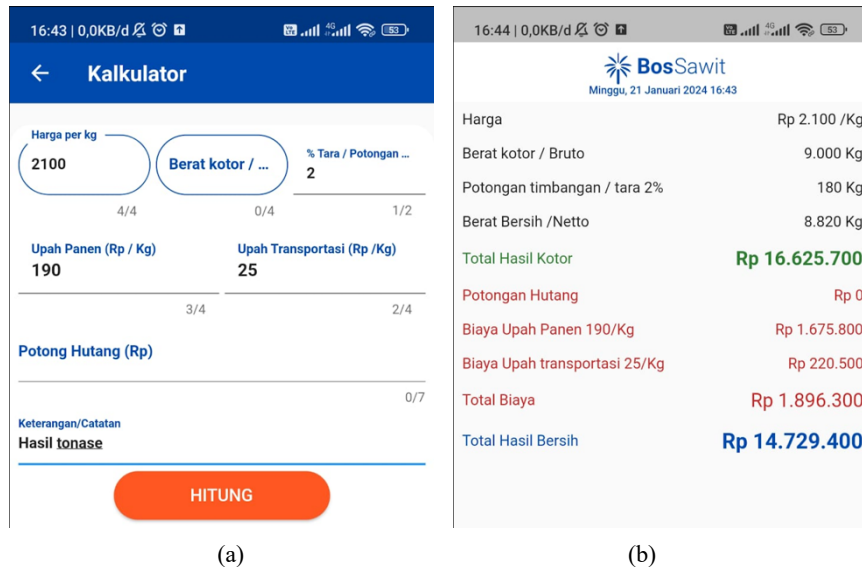 16:43 | 0,0KB/d 53
Kalkulator
Harga per kg
2100
4/4
Berat kotor / ...
0/4
% Tara / Potongan ...
2
1/2
Upah Panen (Rp / Kg)
190
3/4
Upah Transportasi (Rp /Kg)
25
2/4
Potong Hutang (Rp)
0/7
Keterangan/Catatan
Hasil tonase
HITUNG
(a)
16:44 | 0,0KB/d 4G 53
BosSawit
Minggu, 21 Januari 2024 16:43
Harga Rp 2.100 /Kg
Berat kotor / Bruto 9.000 Kg
Potongan timbangan / tara 2% 180 Kg
Berat Bersih /Netto 8.820 Kg
Total Hasil Kotor Rp 16.625.700
Potongan Hutang Rp 0
Biaya Upah Panen 190/Kg Rp 1.675.800
Biaya Upah transportasi 25/Kg Rp 220.500
Total Biaya Rp 1.896.300
Total Hasil Bersih Rp 14.729.400
(b)